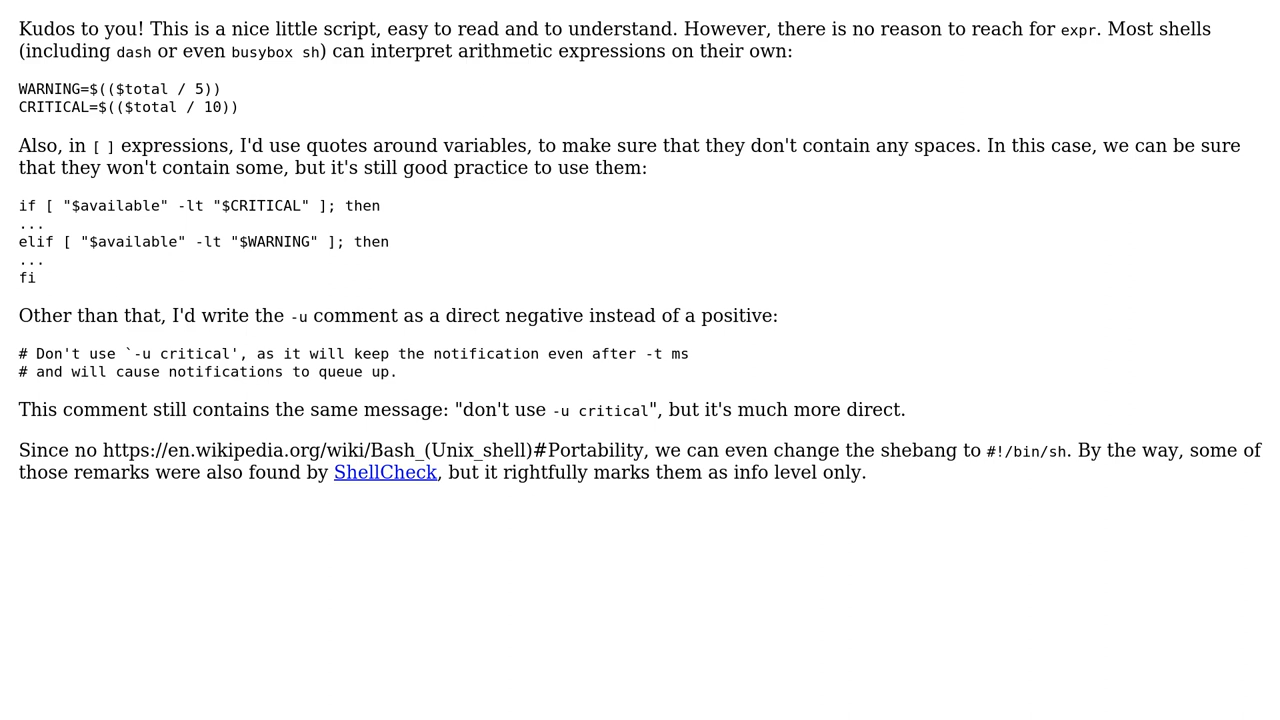 Kudos to you! This is a nice little script, easy to read and to understand. However, there is no reason to reach for expr. Most shells
(including dash or even busybox sh) can interpret arithmetic expressions on their own:
WARNING=$(($total / 5))
CRITICAL=$(($total / 10))
Also, in [ ] expressions, I'd use quotes around variables, to make sure that they don't contain any spaces. In this case, we can be sure
that they won't contain some, but it's still good practice to use them:
if [ "$available" -lt "$CRITICAL" ]; then
...
elif [ "$available" -lt "$WARNING" ]; then
...
fi
Other than that, I'd write the -u comment as a direct negative instead of a positive:
# Don't use `-u critical', as it will keep the notification even after -t ms
# and will cause notifications to queue up.
This comment still contains the same message: "don't use -u critical", but it's much more direct.
Since no https://en.wikipedia.org/wiki/Bash_(Unix_shell)#Portability, we can even change the shebang to #!/bin/sh. By the way, some of
those remarks were also found by ShellCheck, but it rightfully marks them as info level only.